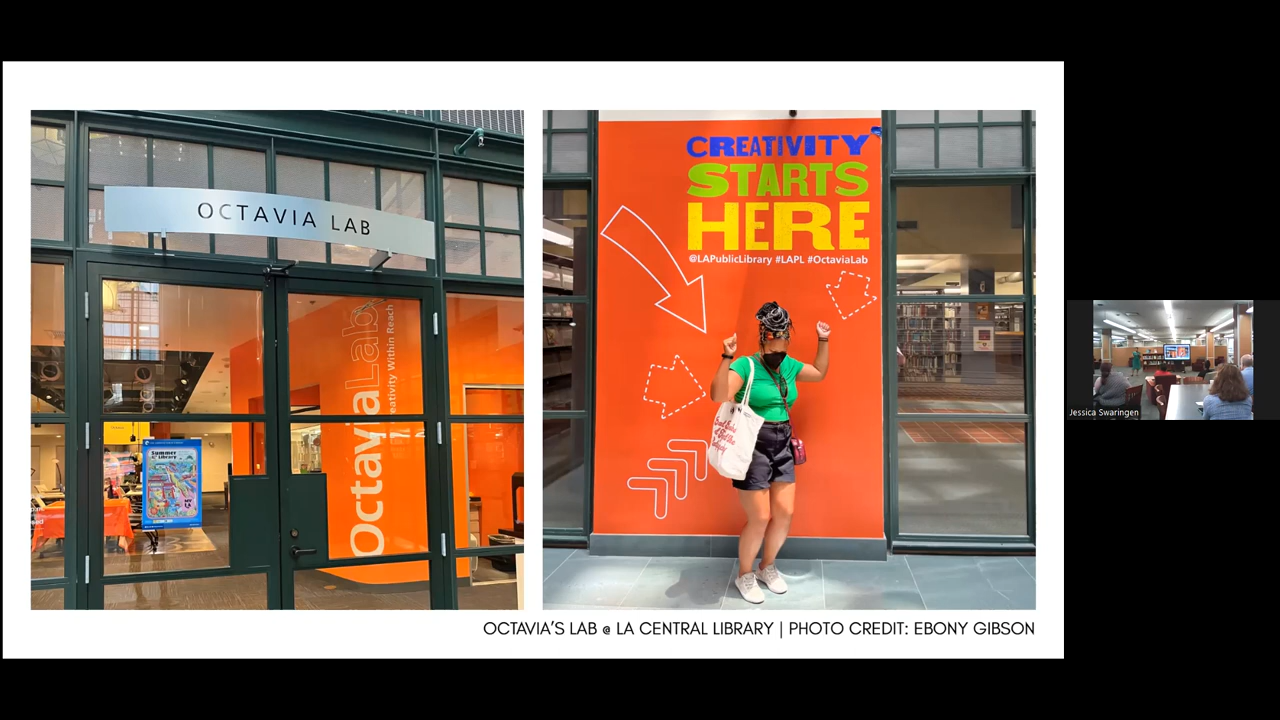 OCTAVIA LAB
OctaviaLab
Creativity Within Reach
Summer
Library
CREATIVITY
STARTS
HERE
@LAPublicLibrary #LAPL #OctaviaLab
OCTAVIA'S LAB @ LA CENTRAL LIBRARY | PHOTO CREDIT: EBONY GIBSON
Jessica Swaringen